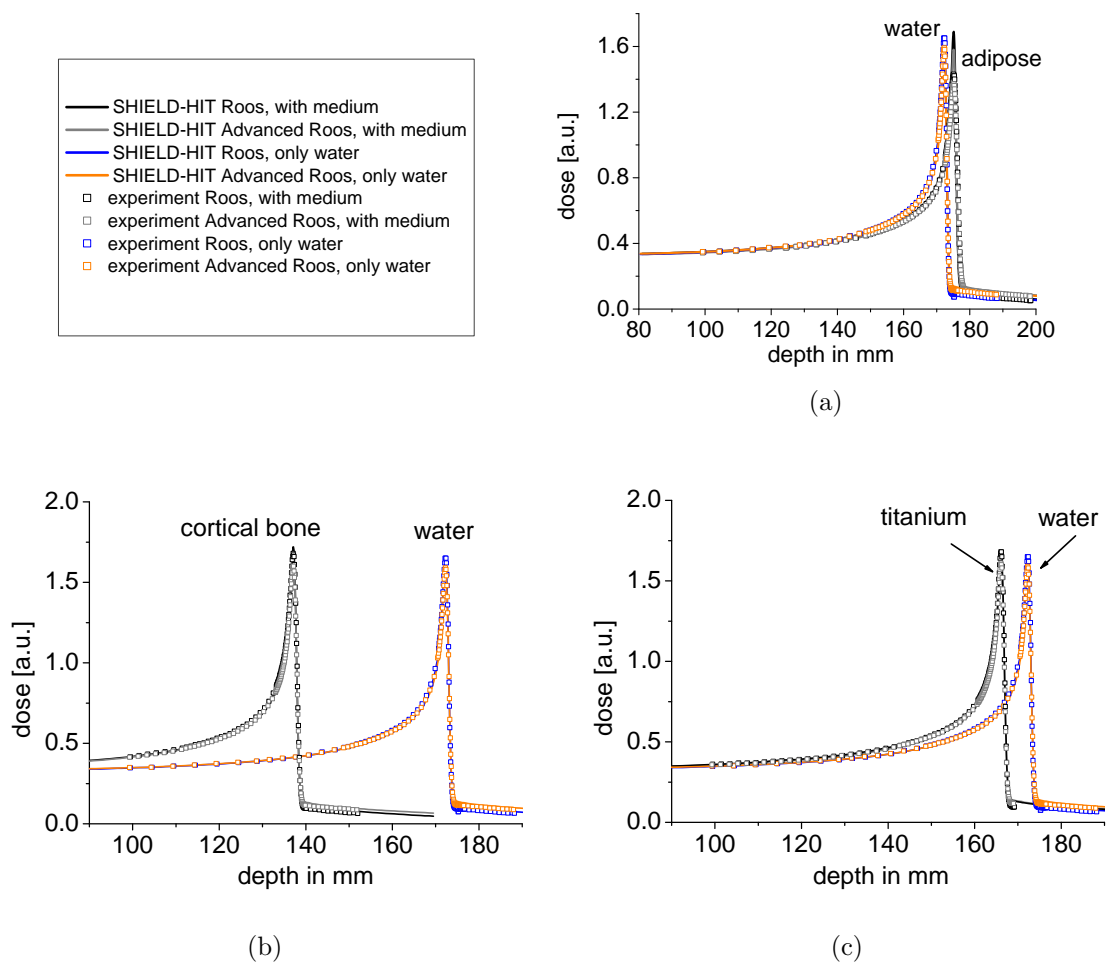 SHIELD-HIT Roos, with medium
SHIELD-HIT Advanced Roos, with medium
SHIELD-HIT Roos, only water
SHIELD-HIT Advanced Roos, only water
experiment Roos, with medium
experiment Advanced Roos, with medium
experiment Roos, only water
experiment Advanced Roos, only water
water
adipose
dose [a.u.]
1.6
1.2
0.8
0.4
0.0
80 100 120 140 160 180 200
depth in mm
(a)
cortical bone
water
dose [a.u.]
2.0
1.5
1.0
0.5
0.0
100 120 140 160 180
depth in mm
(b)
titanium
water
dose [a.u.]
2.0
1.5
1.0
0.5
0.0
100 120 140 160 180
depth in mm
(c)